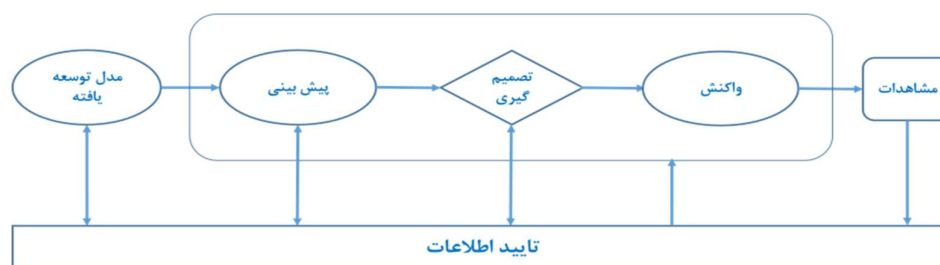 مدل توسعه
یافته
پیش بینی
تصمیم
گیری
واکنش
مشاهدات
تایید اطلاعات